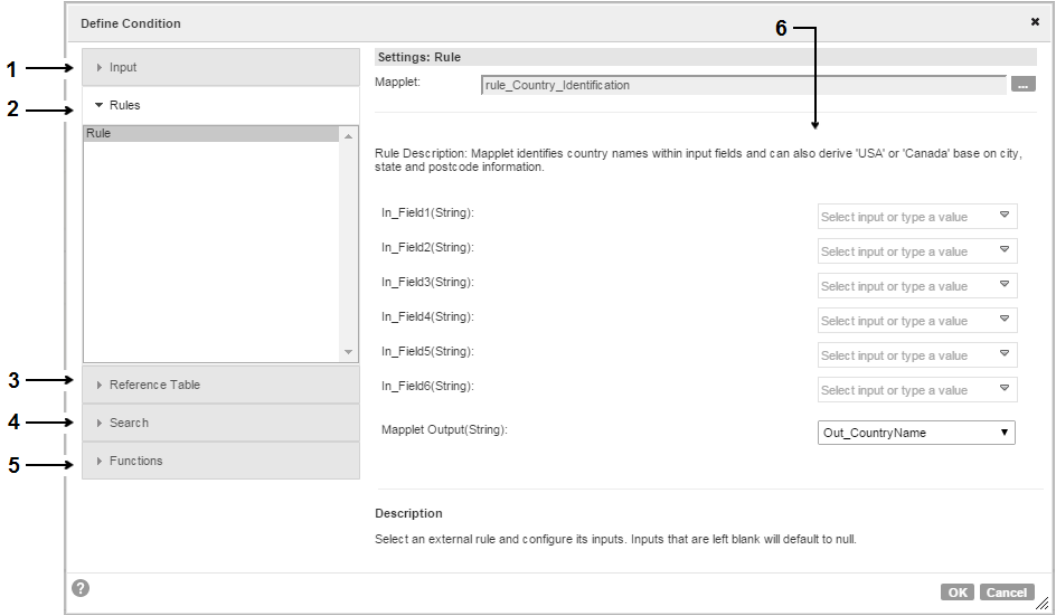 Define Condition
6
1
Input
Settings: Rule
Mapplet:
rule_Country_Identification
...
2
Rules
Rule
Rule Description: Mapplet identifies country names within input fields and can also derive 'USA' or 'Canada' base on city,
state and postcode information.
In_Field1(String):
Select input or type a value
In_Field2(String):
Select input or type a value
In_Field3(String):
Select input or type a value
In_Field4(String):
Select input or type a value
In_Field5(String):
Select input or type a value
3
Reference Table
In_Field6(String):
Select input or type a value
4
Search
Mapplet Output(String):
Out_CountryName
5
Functions
Description
Select an external rule and configure its inputs. Inputs that are left blank will default to null.
?
OK
Cancel